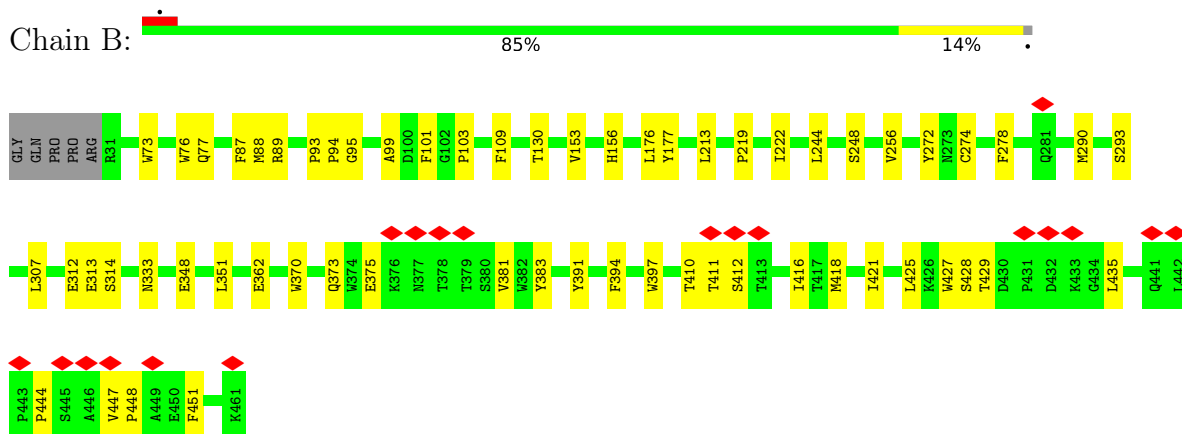 Chain B:
85% 14%
GLY GLN PRO PRO ARG R31 W73 W76 Q77 F87 M88 R89 P93 P94 G95 A99 D100 F101 G102 P103 F109 T130 V153 H156 L176 Y177 L213 P219 I222 L244 S248 V256 Y272 N273 C274 F278 Q281 M290 S293
L307 E312 E313 S314 N333 E348 L351 E362 W370 Q373 W374 E375 K376 N377 T378 T379 S380 V381 W382 Y383 Y391 F394 W397 T410 T411 S412 T413 I416 T417 M418 I421 L425 K426 W427 S428 T429 D430 P431 D432 K433 G434 L435 Q441 L442
P443 P444 S445 A446 V447 P448 A449 E450 F451 K461